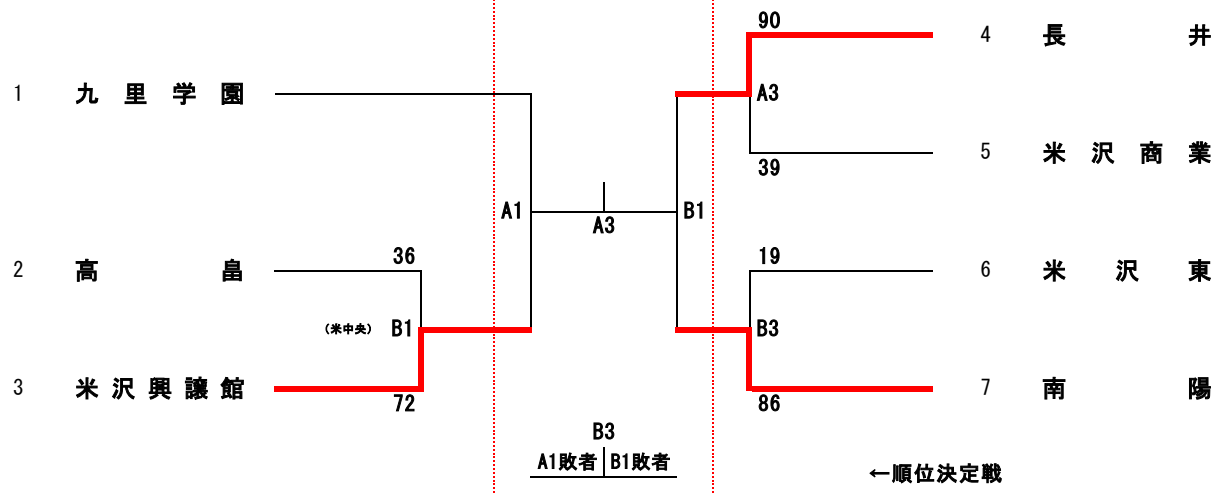 90
4 長 井
1 九 里 学 園
A3
5 米 沢 商 業
39
A1
B1
A3
36
19
2 高 畠
6 米 沢 東
(米中央) B1
B3
3 米 沢 興 譲 館
7 南 陽
72
86
B3
A1敗者 B1敗者
←順位決定戦